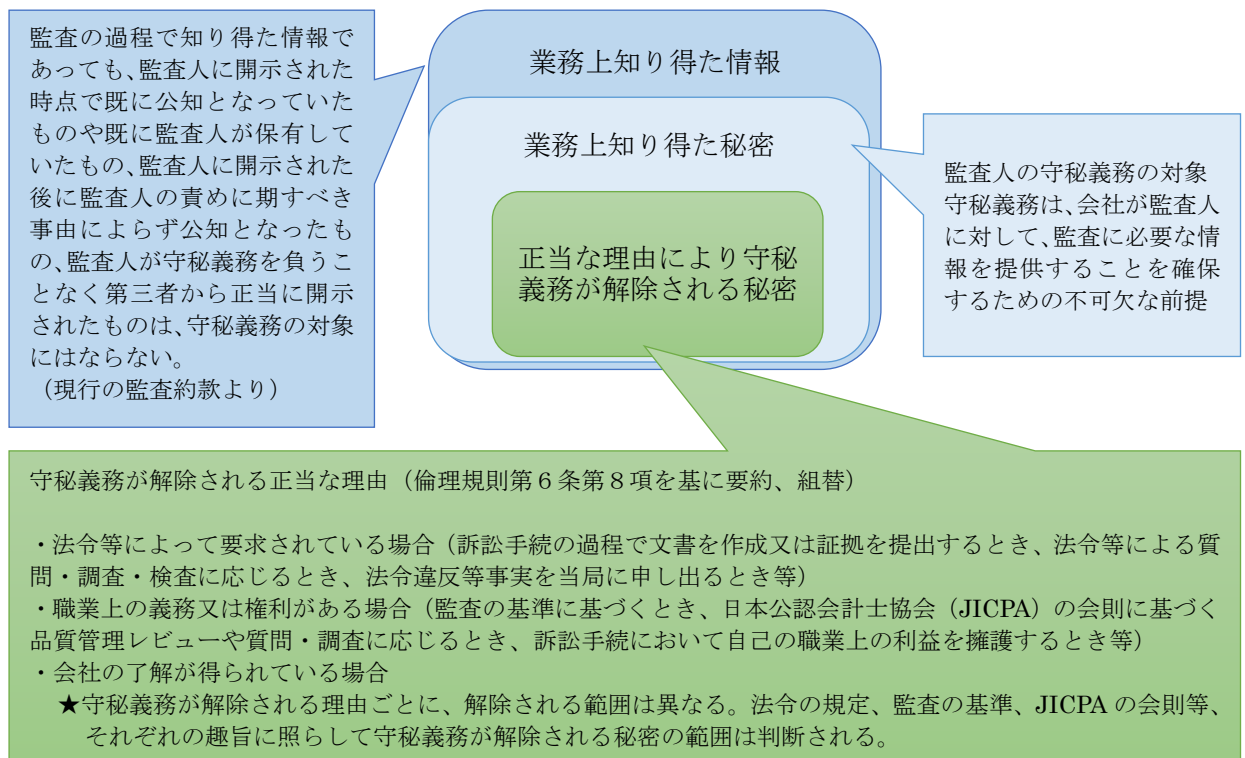 監査の過程で知り得た情報で
あっても、監査人に開示された
時点で既に公知となっていた
ものや既に監査人が保有して
いたもの、監査人に開示された
後に監査人の責めに期すべき
事由によらず公知となったも
の、監査人が守秘義務を負うこ
となく第三者から正当に開示
されたものは、守秘義務の対象
にはならない。
（現行の監査約款より）
業務上知り得た情報
業務上知り得た秘密
正当な理由により守秘
義務が解除される秘密
監査人の守秘義務の対象
守秘義務は、会社が監査人
に対して、監査に必要な情
報を提供することを確保
するための不可欠な前提
守秘義務が解除される正当な理由（倫理規則第６条第８項を基に要約、組替）
・法令等によって要求されている場合（訴訟手続の過程で文書を作成又は証拠を提出するとき、法令等による質
問・調査・検査に応じるとき、法令違反等事実を当局に申し出るとき等）
・職業上の義務又は権利がある場合（監査の基準に基づくとき、日本公認会計士協会（JICPA）の会則に基づく
品質管理レビューや質問・調査に応じるとき、訴訟手続において自己の職業上の利益を擁護するとき等）
・会社の了解が得られている場合
★守秘義務が解除される理由ごとに、解除される範囲は異なる。法令の規定、監査の基準、JICPA の会則等、
それぞれの趣旨に照らして守秘義務が解除される秘密の範囲は判断される。